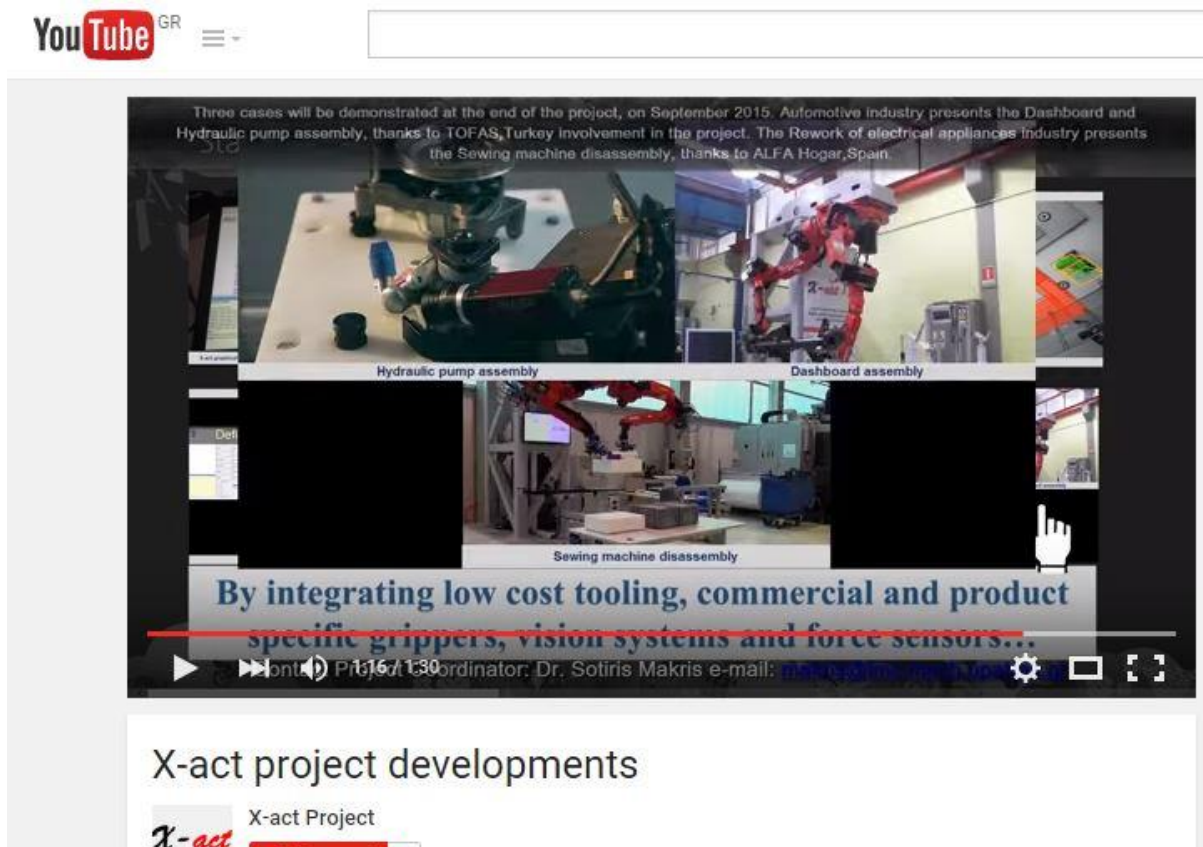 YouTube GR
Three cases will be demonstrated at the end of the project, on September 2015. Automotive industry presents the Dashboard and
Hydraulic pump assembly, thanks to TOFAS,Turkey involvement in the project. The Rework of electrical appliances Industry presents
the Sewing machine disassembly, thanks to ALFA Hogar,Spain.
Sta
X-act
Hydraulic pump assembly
Dashboard assembly
Defi
Sewing machine disassembly
By integrating low cost tooling, commercial and product
specific grippers, vision systems and force sensors...
1:16 / 1:30
Project Coordinator: Dr. Sotiris Makris e-mail:
X-act project developments
X-act Project
X-act